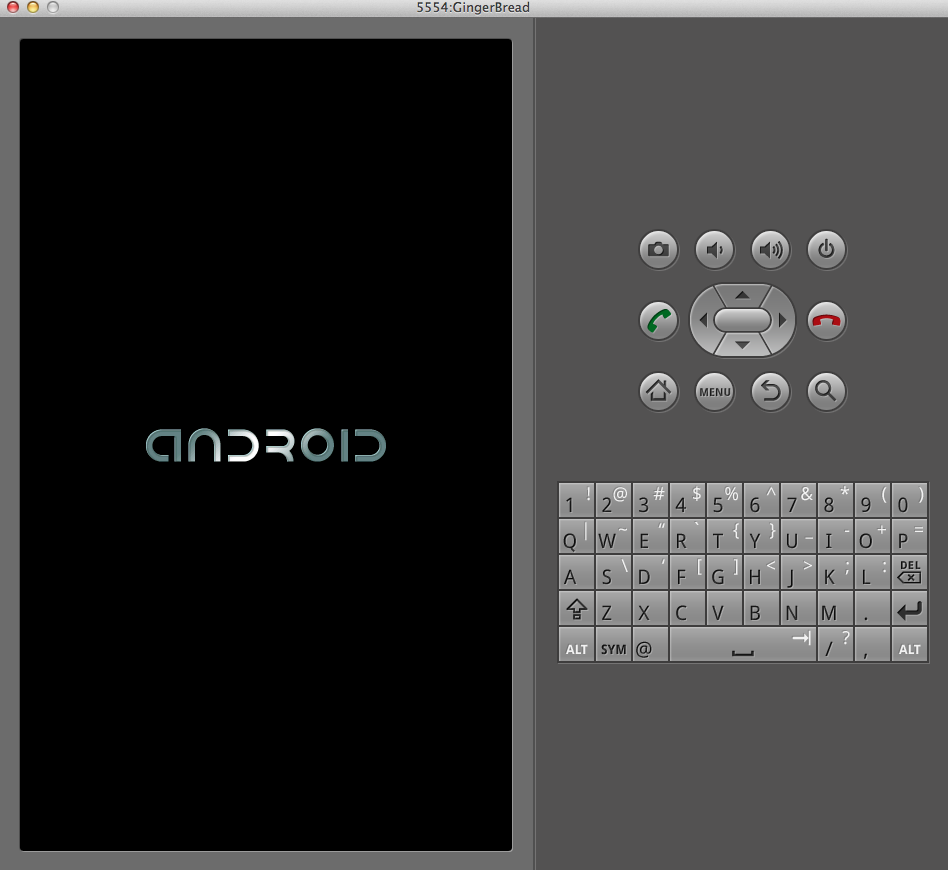 5554:GingerBread
ANDROID
MENU
1 ! 2 @ 3 # 4 $ 5 % 6 ^ 7 & 8 * 9 ( 0 )
Q | W ~ E “ R ` T { Y } U _ I - O + P =
A S \ D ‘ F [ G ] H < J > K ; L : DEL
Z X C V B N M .
ALT SYM @ / ? , ALT